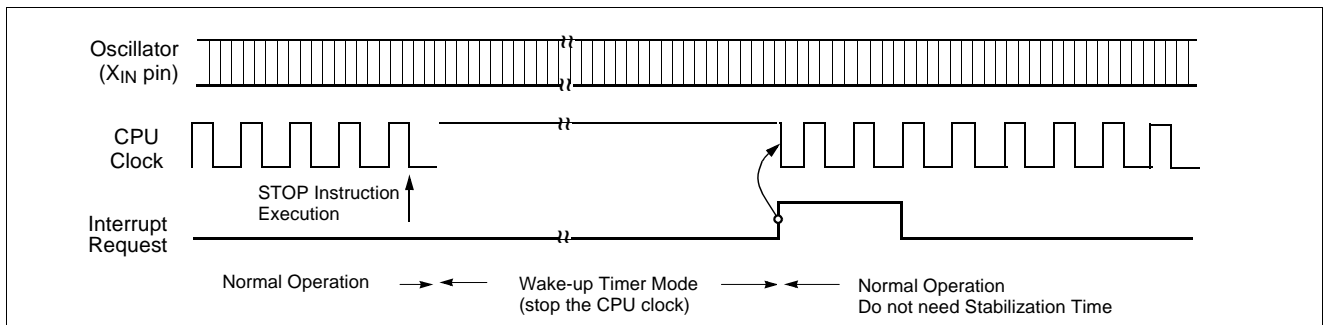 Oscillator
(XIN pin)
CPU
Clock
STOP Instruction
Execution
Interrupt
Request
Normal Operation
Wake-up Timer Mode
(stop the CPU clock)
Normal Operation
Do not need Stabilization Time